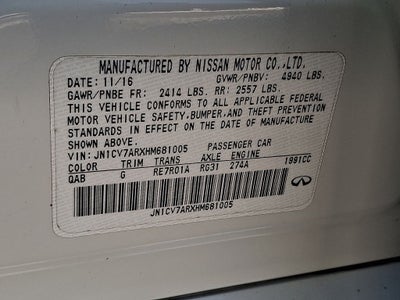 MANUFACTURED BY NISSAN MOTOR CO.,LTD.
DATE: 11/16 GVWR/PNBV: 4940 LBS.
GAWR/PNBE FR: 2414 LBS. RR: 2557 LBS.
THIS VEHICLE CONFORMS TO ALL APPLICABLE FEDERAL
MOTOR VEHICLE SAFETY,BUMPER,AND THEFT PREVENTION
STANDARDS IN EFFECT ON THE DATE OF MANUFACTURE
SHOWN ABOVE.
VIN: JN1CV7ARXHM681005 PASSENGER CAR
COLOR TRIM TRANS AXLE ENGINE
QAB G RE7R01A RG31 274A 1991CC
JN1CV7ARXHM681005